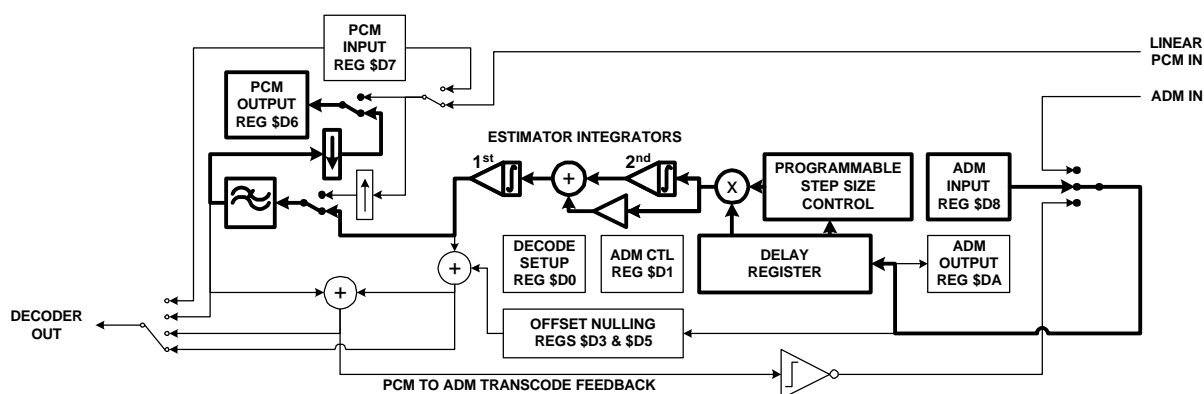 PCM
INPUT
REG $D7
LINEAR
PCM IN
PCM
OUTPUT
REG $D6
ADM IN
ESTIMATOR INTEGRATORS
1st
2nd
+
X
PROGRAMMABLE
STEP SIZE
CONTROL
ADM
INPUT
REG $D8
DECODE
SETUP
REG $D0
ADM CTL
REG $D1
DELAY
REGISTER
ADM
OUTPUT
REG $DA
+
+
DECODER
OUT
OFFSET NULLING
REGS $D3 & $D5
PCM TO ADM TRANSCODE FEEDBACK